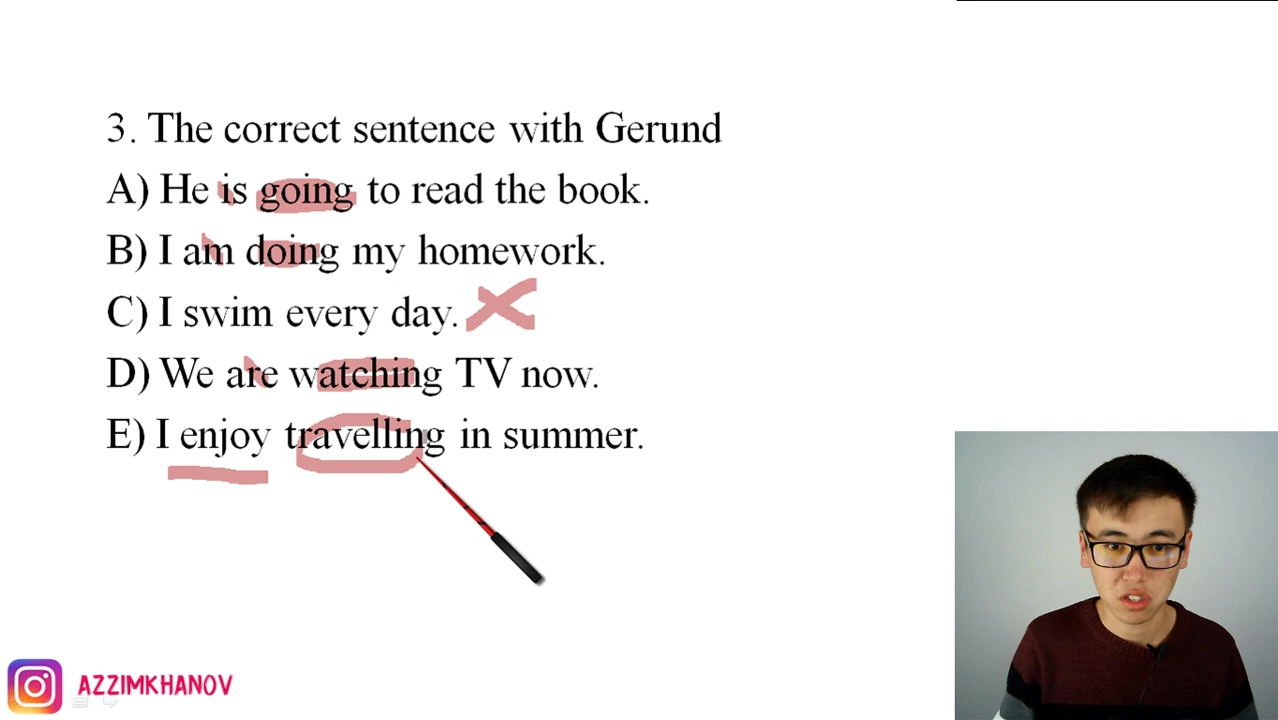 3. The correct sentence with Gerund
A) He is going to read the book.
B) I am doing my homework.
C) I swim every day.
D) We are watching TV now.
E) I enjoy travelling in summer.
AZZIMKHANOV